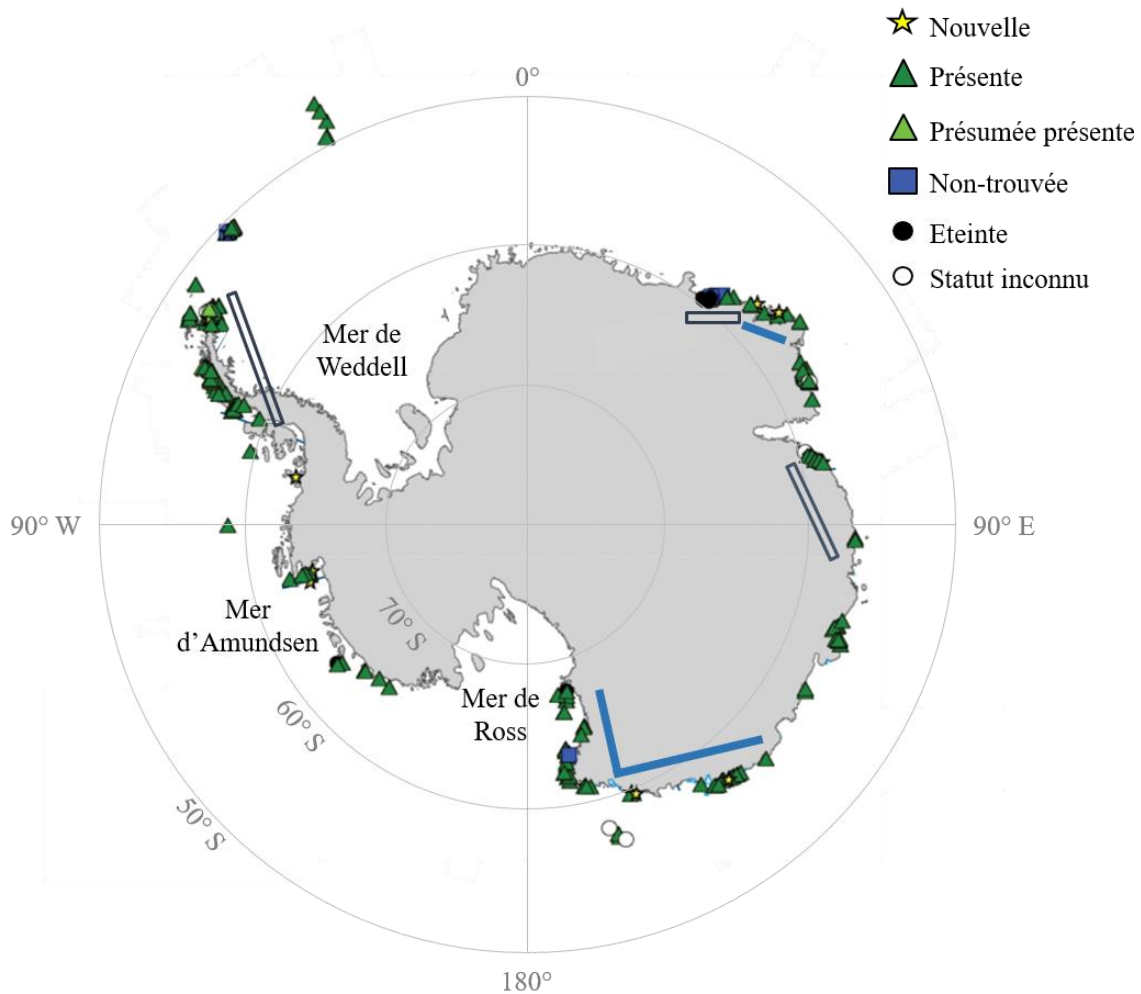 Nouvelle
Présente
Présumée présente
Non-trouvée
Eteinte
Statut inconnu
0°
Mer de
Weddell
90° W
90° E
Mer
d'Amundsen
70° S
Mer de
Ross
60° S
50° S
180°